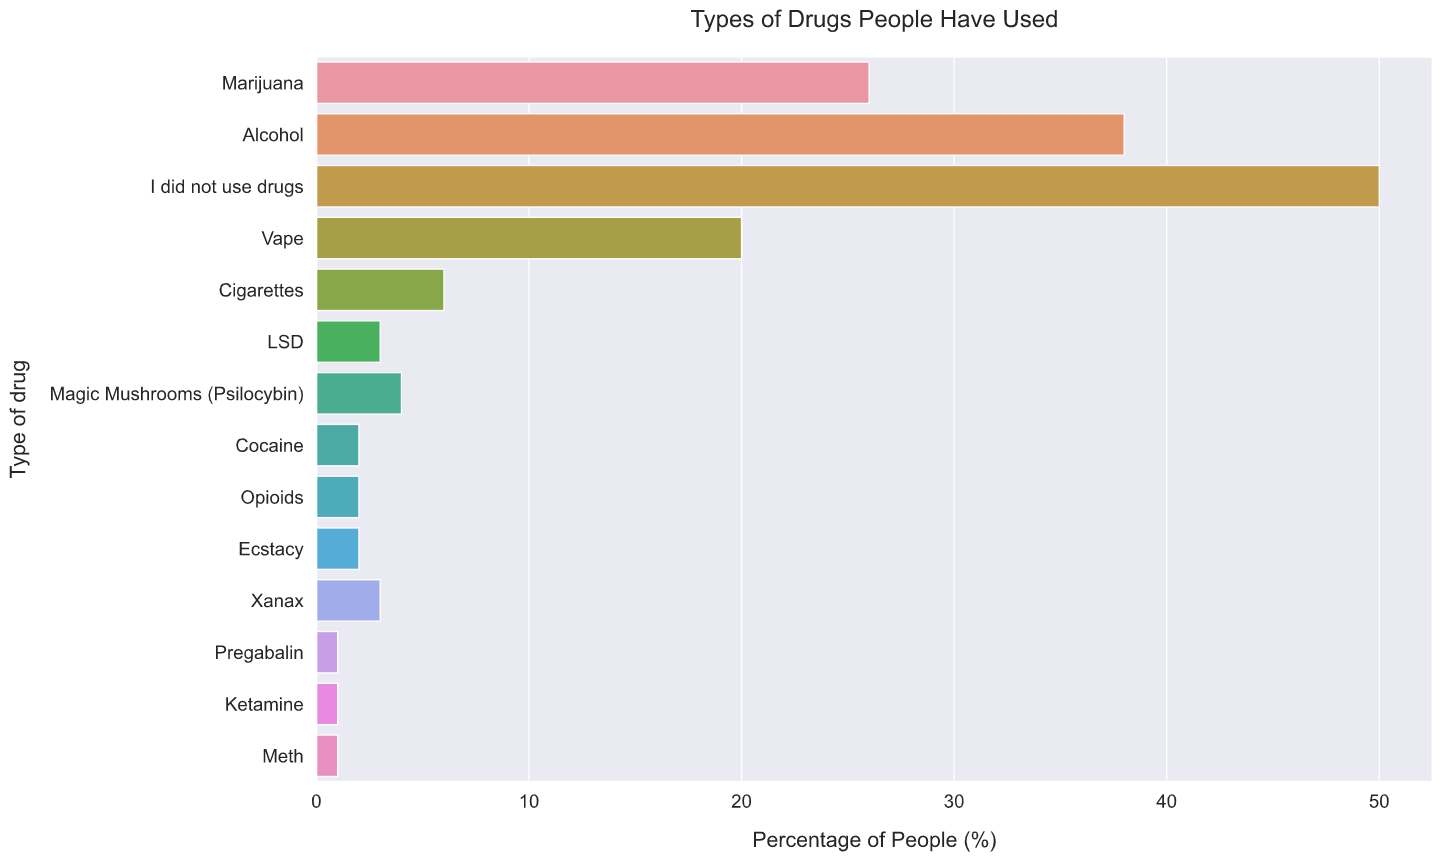 Types of Drugs People Have Used
Marijuana
Alcohol
I did not use drugs
Vape
Cigarettes
LSD
Magic Mushrooms (Psilocybin)
Cocaine
Opioids
Ecstacy
Xanax
Pregabalin
Ketamine
Meth
Type of drug
0 10 20 30 40 50
Percentage of People (%)